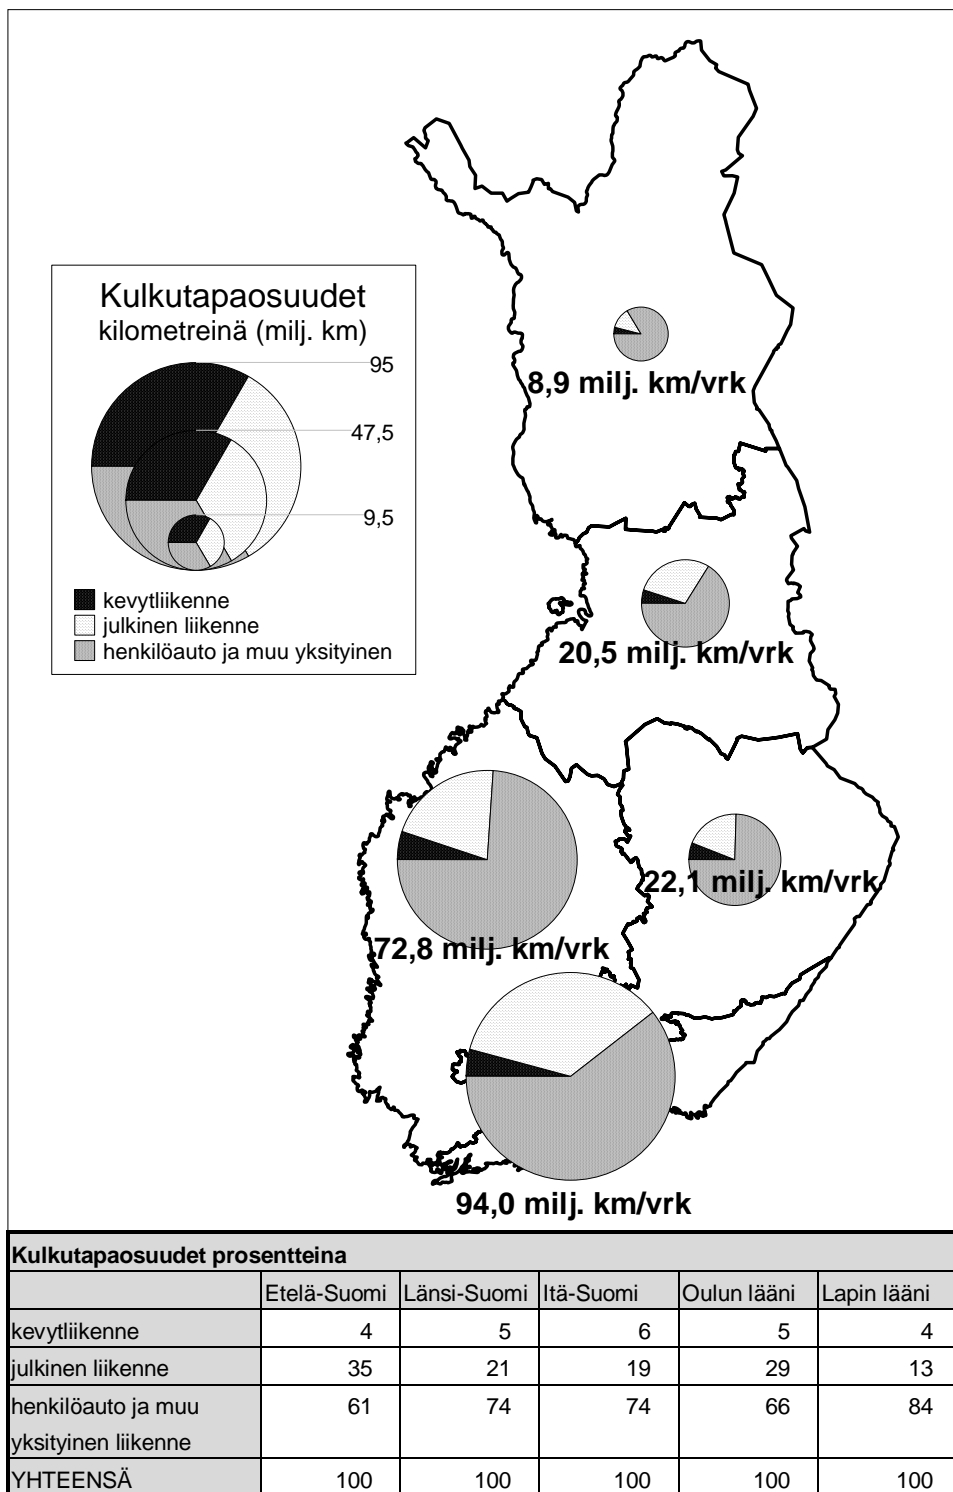 Kulkutapaosuudet
kilometreinä (milj. km)
95
47,5
9,5
kevytliikenne
julkinen liikenne
henkilöauto ja muu yksityinen
8,9 milj. km/vrk
20,5 milj. km/vrk
22,1 milj. km/vrk
72,8 milj. km/vrk
94,0 milj. km/vrk
Kulkutapaosuudet prosentteina
Etelä-Suomi Länsi-Suomi Itä-Suomi Oulun lääni Lapin lääni
kevytliikenne 4 5 6 5 4
julkinen liikenne 35 21 19 29 13
henkilöauto ja muu 61 74 74 66 84
yksityinen liikenne
YHTEENSÄ 100 100 100 100 100